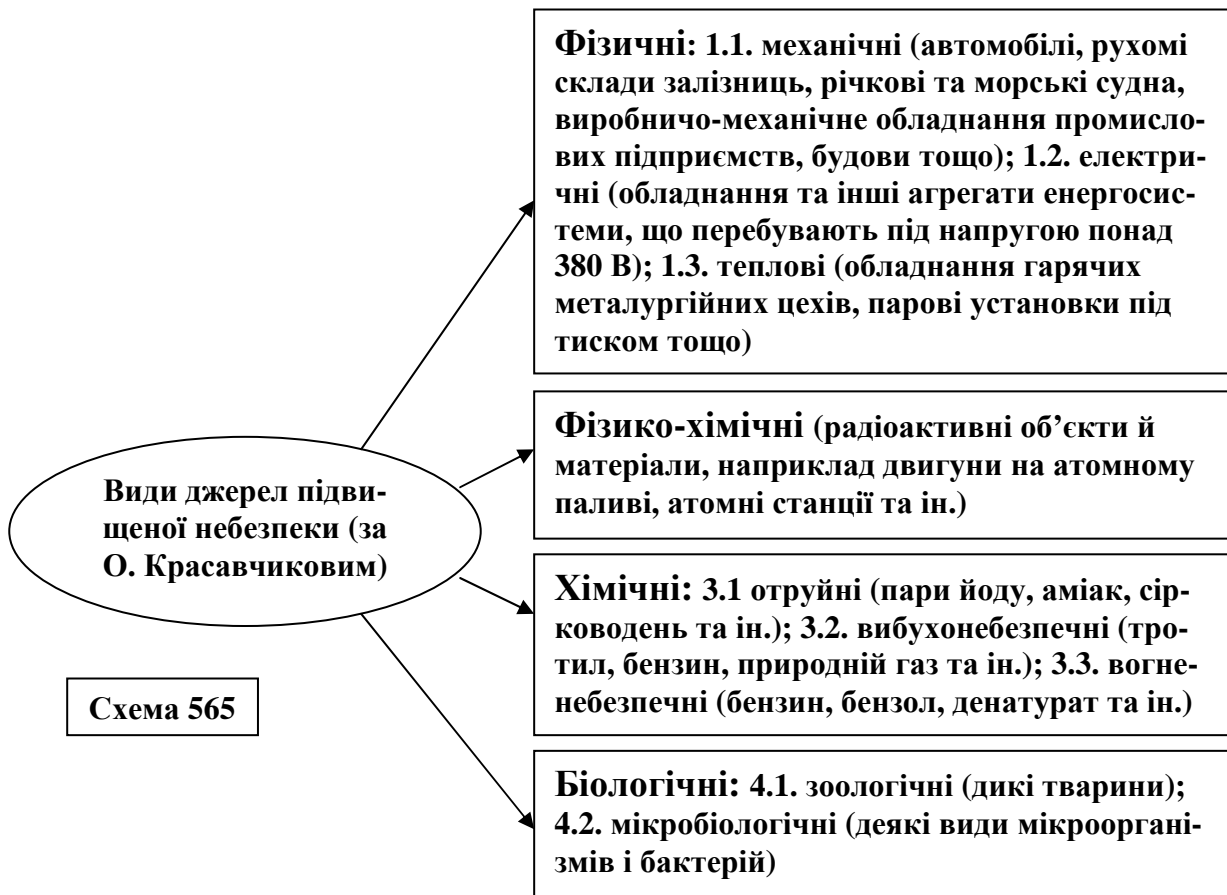 Фізичні: 1.1. механічні (автомобілі, рухомі
склади залізниць, річкові та морські судна,
виробничо-механічне обладнання промисло-
вих підприємств, будови тощо); 1.2. електри-
чні (обладнання та інші агрегати енергосис-
теми, що перебувають під напругою понад
380 В); 1.3. теплові (обладнання гарячих
металургійних цехів, парові установки під
тиском тощо)
Фізико-хімічні (радіоактивні об’єкти й
матеріали, наприклад двигуни на атомному
паливі, атомні станції та ін.)
Види джерел підви-
щеної небезпеки (за
О. Красавчиковим)
Хімічні: 3.1 отруйні (пари йоду, аміак, сір-
ководень та ін.); 3.2. вибухонебезпечні (тро-
тил, бензин, природній газ та ін.); 3.3. вогне-
небезпечні (бензин, бензол, денатурат та ін.)
Схема 565
Біологічні: 4.1. зоологічні (дикі тварини);
4.2. мікробіологічні (деякі види мікрооргані-
змів і бактерій)